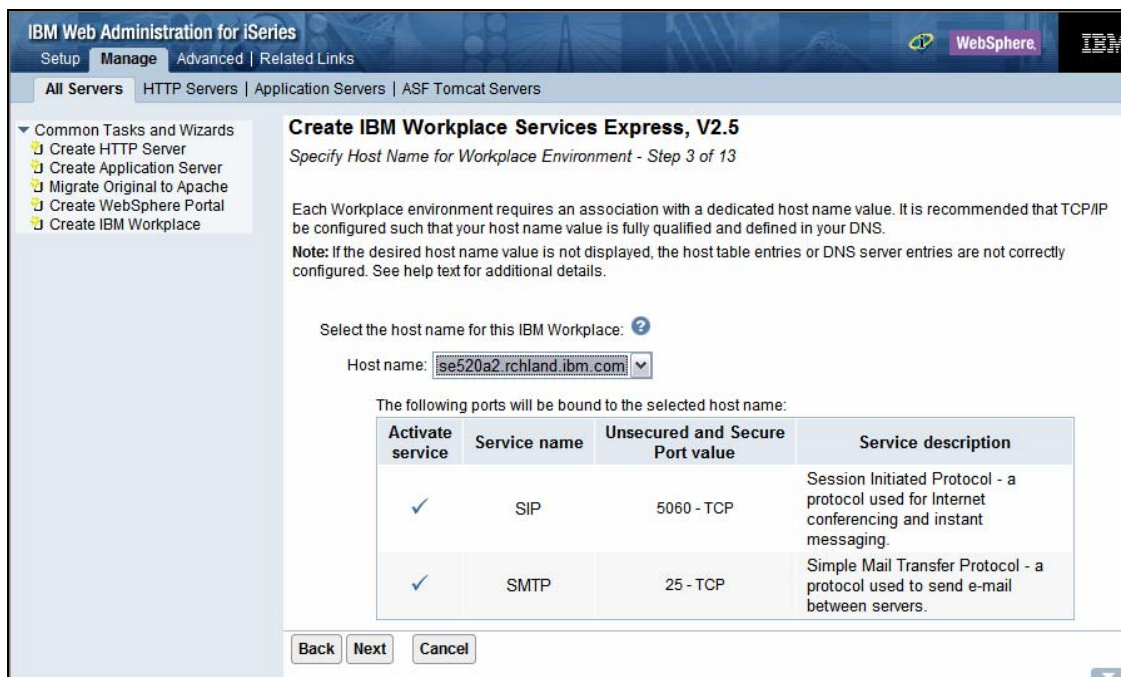 IBM Web Administration for iSeries
Setup Manage Advanced | Related Links
WebSphere.
IBM
All Servers HTTP Servers | Application Servers | ASF Tomcat Servers
Common Tasks and Wizards
Create HTTP Server
Create Application Server
Migrate Original to Apache
Create WebSphere Portal
Create IBM Workplace
Create IBM Workplace Services Express, V2.5
Specify Host Name for Workplace Environment - Step 3 of 13
Each Workplace environment requires an association with a dedicated host name value. It is recommended that TCP/IP
be configured such that your host name value is fully qualified and defined in your DNS.
Note: If the desired host name value is not displayed, the host table entries or DNS server entries are not correctly
configured. See help text for additional details.
Select the host name for this IBM Workplace: ?
Host name: se520a2.rchland.ibm.com
The following ports will be bound to the selected host name:
Activate
service
Service name
Unsecured and Secure
Port value
Service description
SIP
5060 - TCP
Session Initiated Protocol - a
protocol used for Internet
conferencing and instant
messaging.
SMTP
25 - TCP
Simple Mail Transfer Protocol - a
protocol used to send e-mail
between servers.
Back Next Cancel